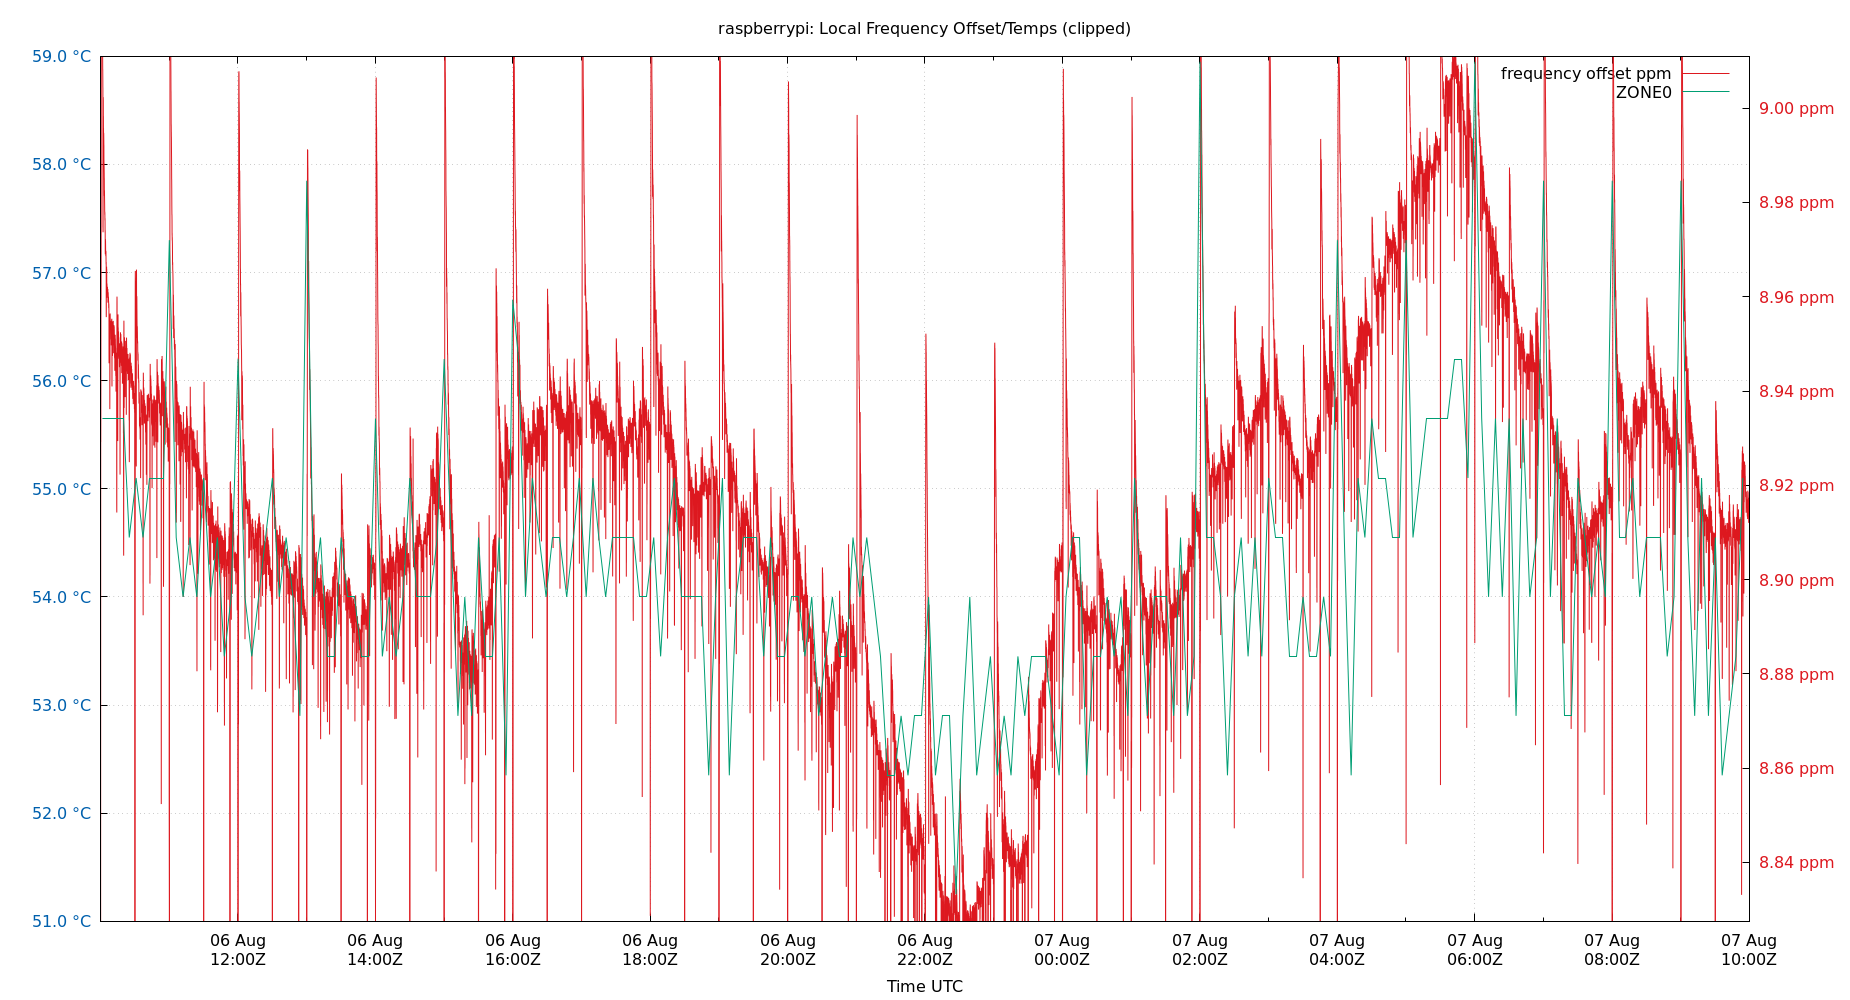 raspberrypi: Local Frequency Offset/Temps (clipped)
59.0 °C
58.0 °C
57.0 °C
56.0 °C
55.0 °C
54.0 °C
53.0 °C
52.0 °C
51.0 °C
frequency offset ppm
ZONE0
9.00 ppm
8.98 ppm
8.96 ppm
8.94 ppm
8.92 ppm
8.90 ppm
8.88 ppm
8.86 ppm
8.84 ppm
06 Aug 06 Aug 06 Aug 06 Aug 06 Aug 06 Aug 07 Aug 07 Aug 07 Aug 07 Aug 07 Aug 07 Aug
12:00Z 14:00Z 16:00Z 18:00Z 20:00Z 22:00Z 00:00Z 02:00Z 04:00Z 06:00Z 08:00Z 10:00Z
Time UTC